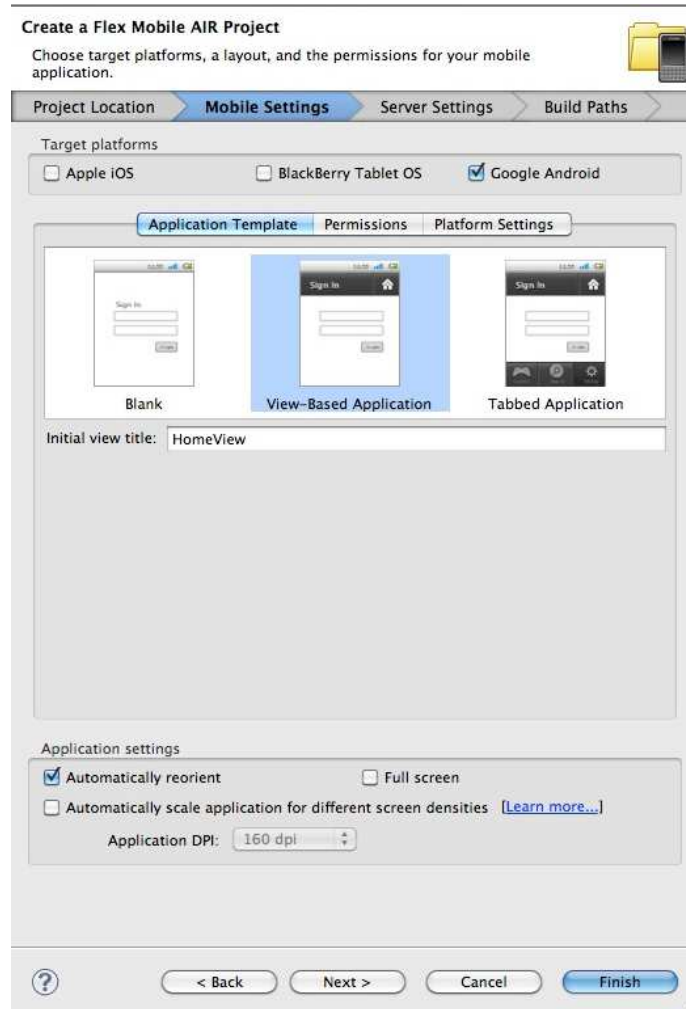 Create a Flex Mobile AIR Project
Choose target platforms, a layout, and the permissions for your mobile
application.
Project Location
Mobile Settings
Server Settings
Build Paths
Target platforms
Apple iOS
BlackBerry Tablet OS
Google Android
Application Template
Permissions
Platform Settings
Sign In
Sign In
Sign In
Blank
View-Based Application
Tabbed Application
Initial view title: HomeView
Application settings
Automatically reorient
Full screen
Automatically scale application for different screen densities [Learn more...]
Application DPI: 160 dpi
?
< Back
Next >
Cancel
Finish